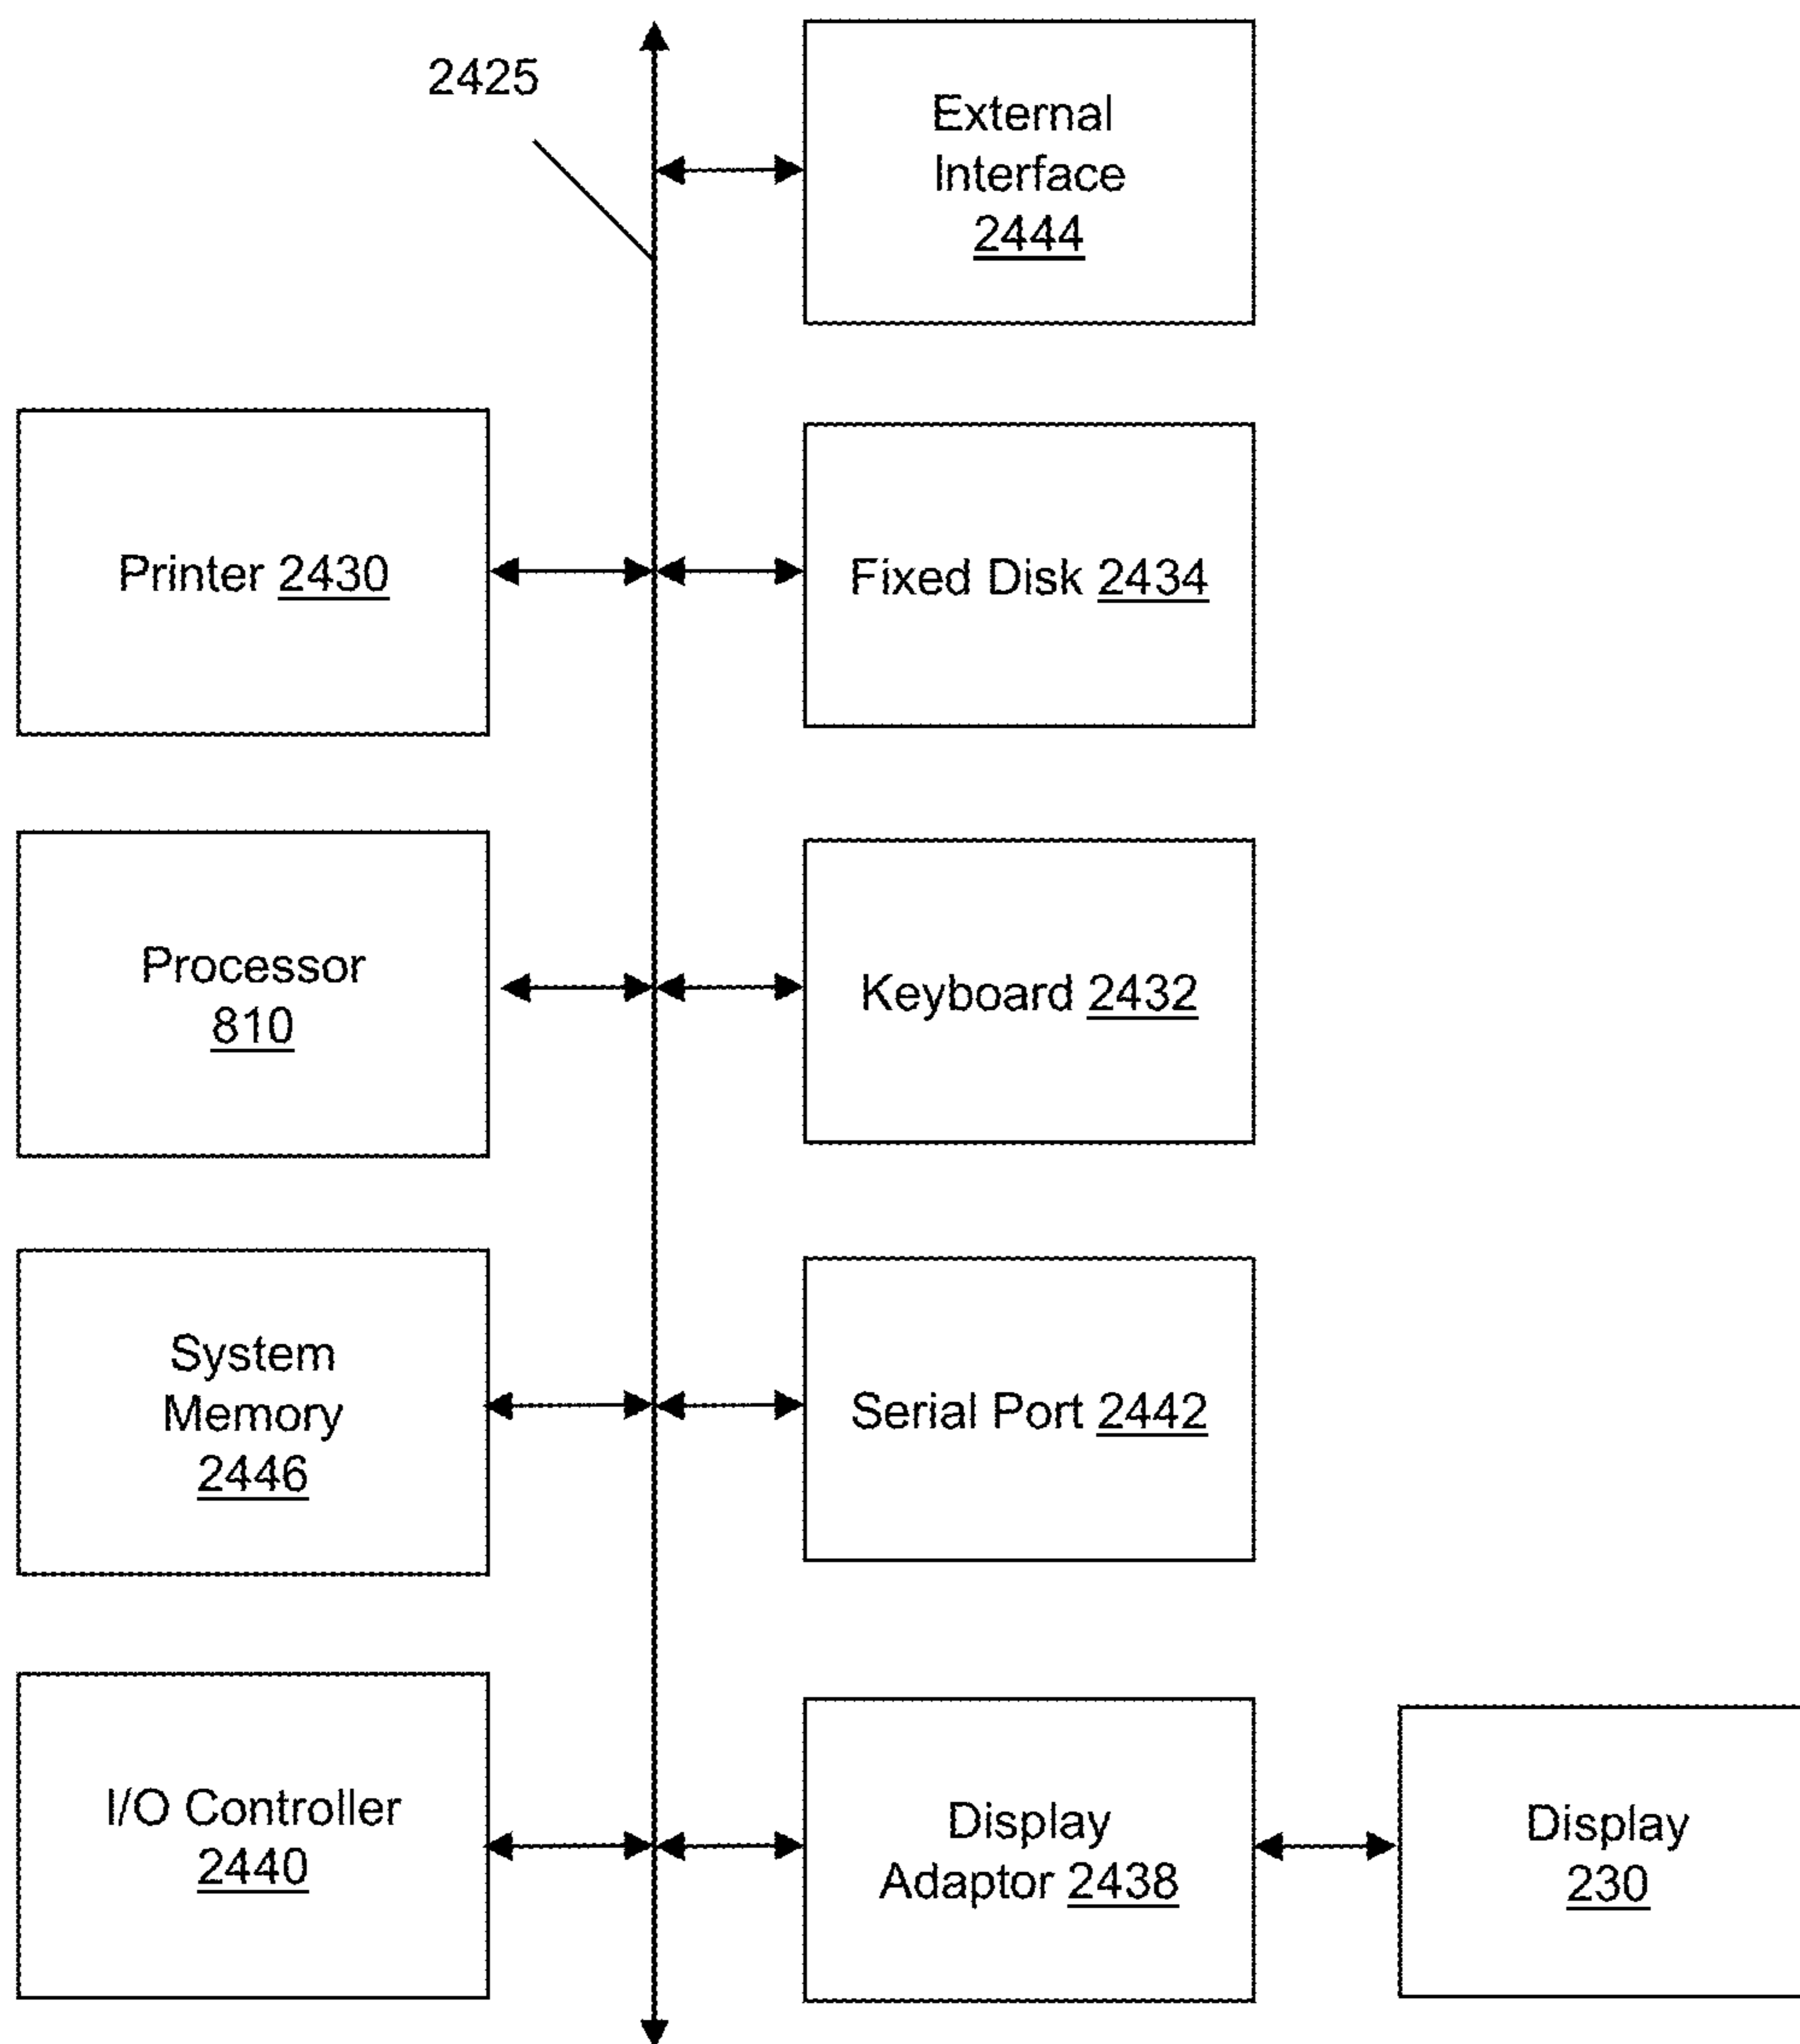 2425
External
Interface
2444
Printer 2430
Fixed Disk 2434
Processor
810
Keyboard 2432
System
Memory
2446
Serial Port 2442
I/O Controller
2440
Display
Adaptor 2438
Display
230